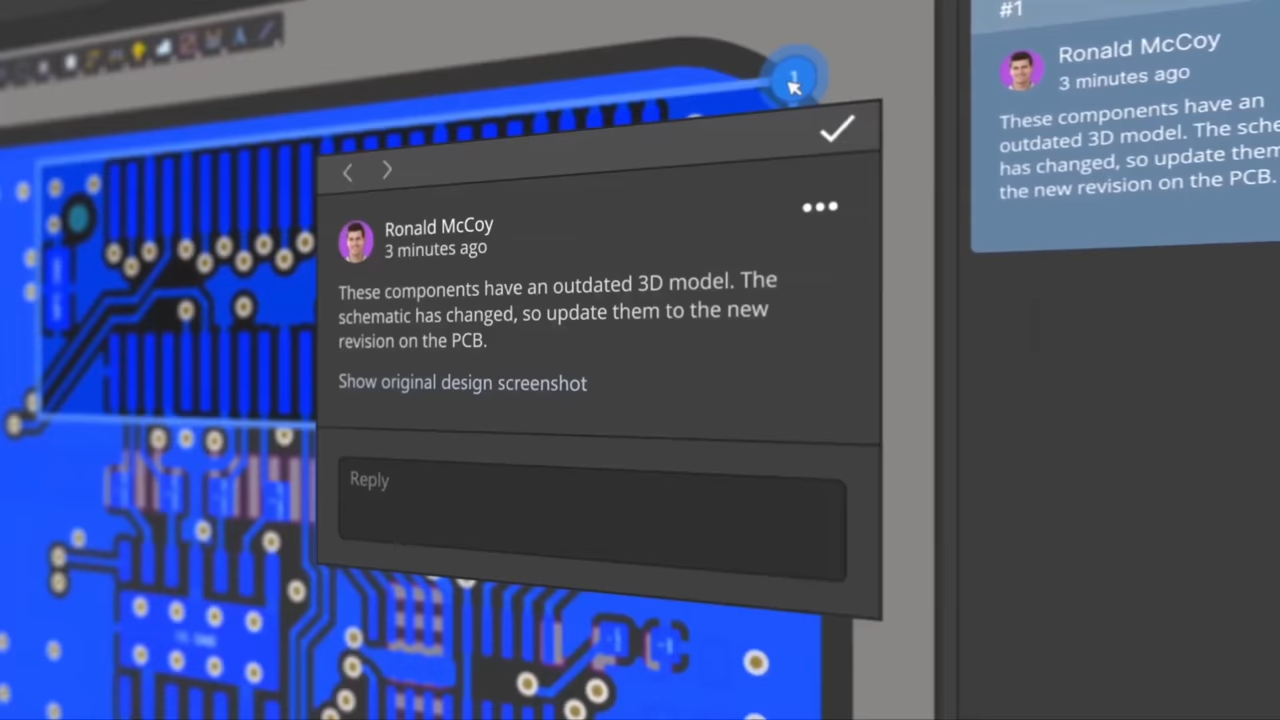 #1
Ronald McCoy
3 minutes ago
These components have an
outdated 3D model. The sche
has changed, so update them
the new revision on the PCB.
1
Ronald McCoy
3 minutes ago
These components have an outdated 3D model. The
schematic has changed, so update them to the new
revision on the PCB.
Show original design screenshot
Reply